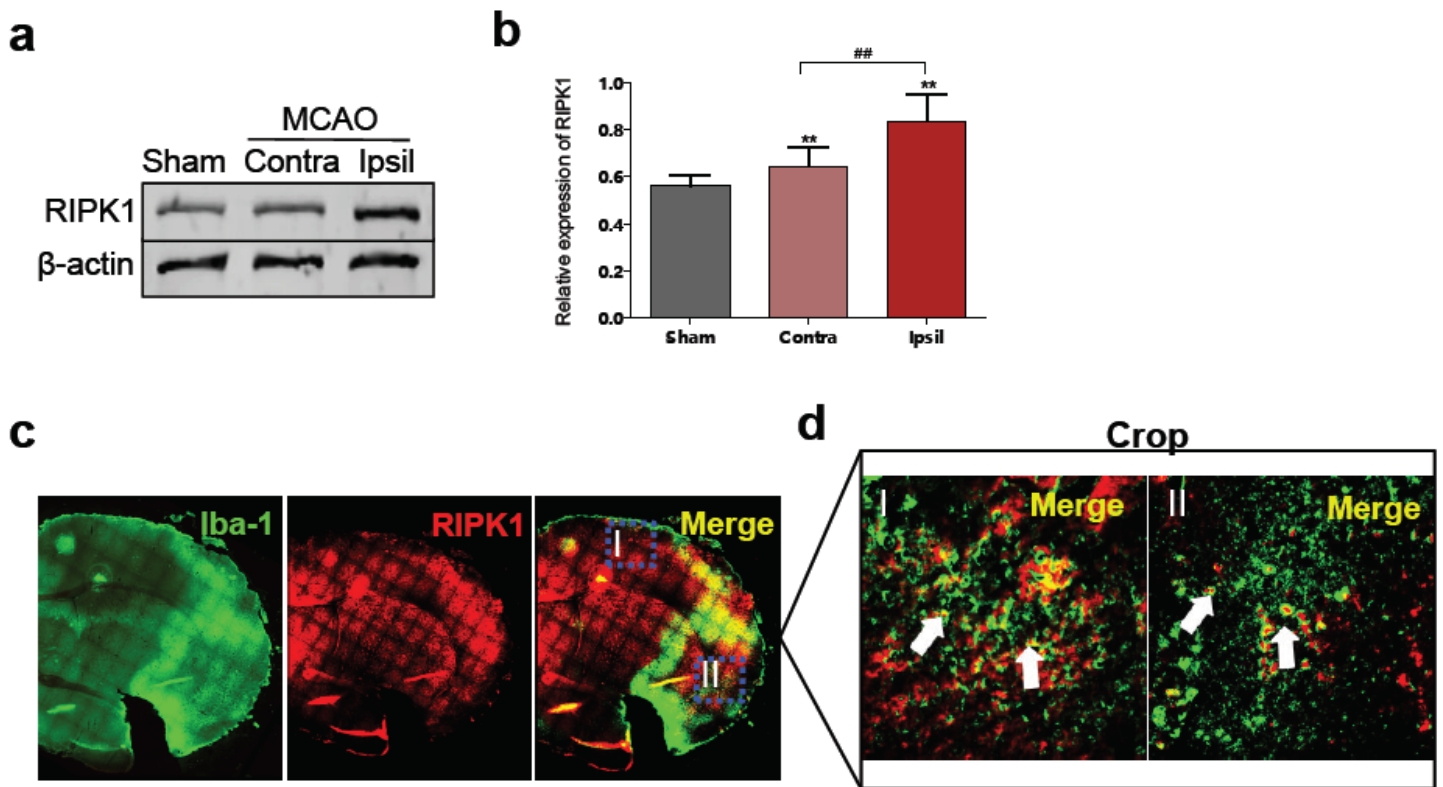 a
MCAO
Sham Contra Ipsil
RIPK1
β-actin
b
Relative expression of RIPK1
1.0
0.8
0.6
0.4
0.2
0.0
##
**
**
Sham Contra Ipsil
c
Iba-1
RIPK1
Merge
I
II
d
Crop
I
Merge
II
Merge